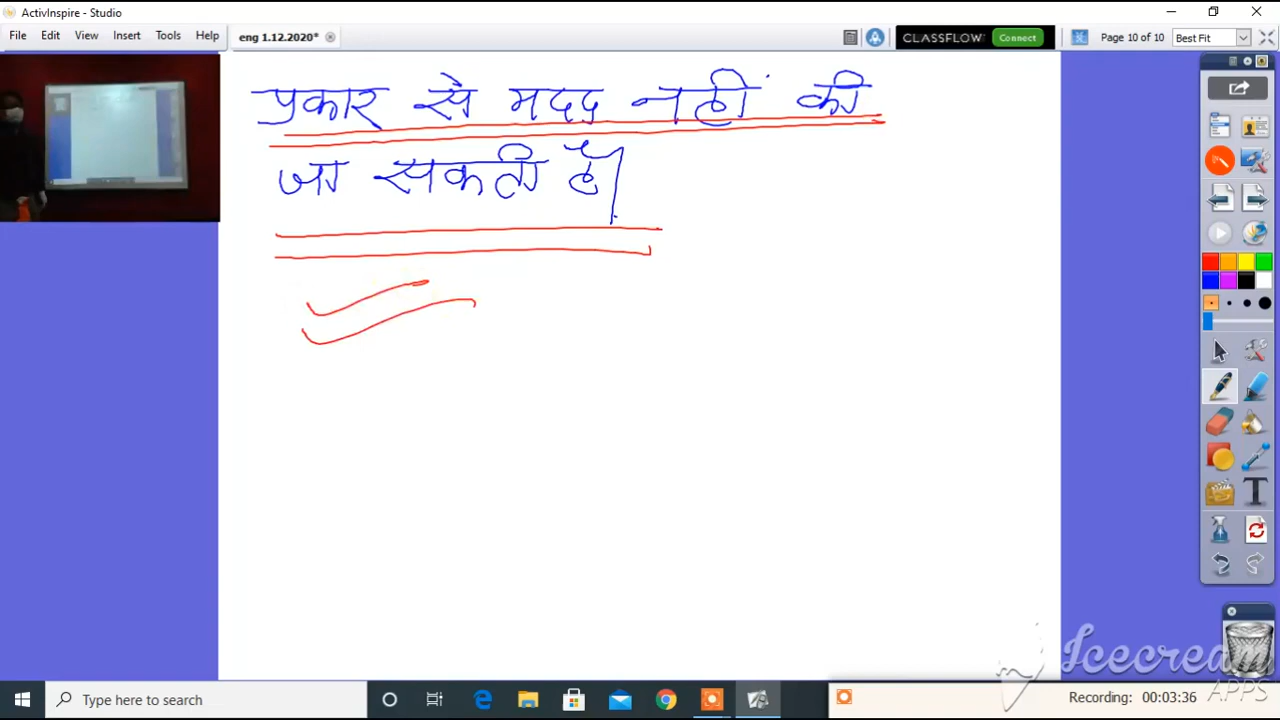 ActivInspire - Studio
File Edit View Insert Tools Help
eng 1.12.2020*
CLASSFLOW Connect
Page 10 of 10
Best Fit
प्रकार से मदद नहीं की
जा सकती है।
T
Icecream
APPS
Type here to search
Recording: 00:03:36